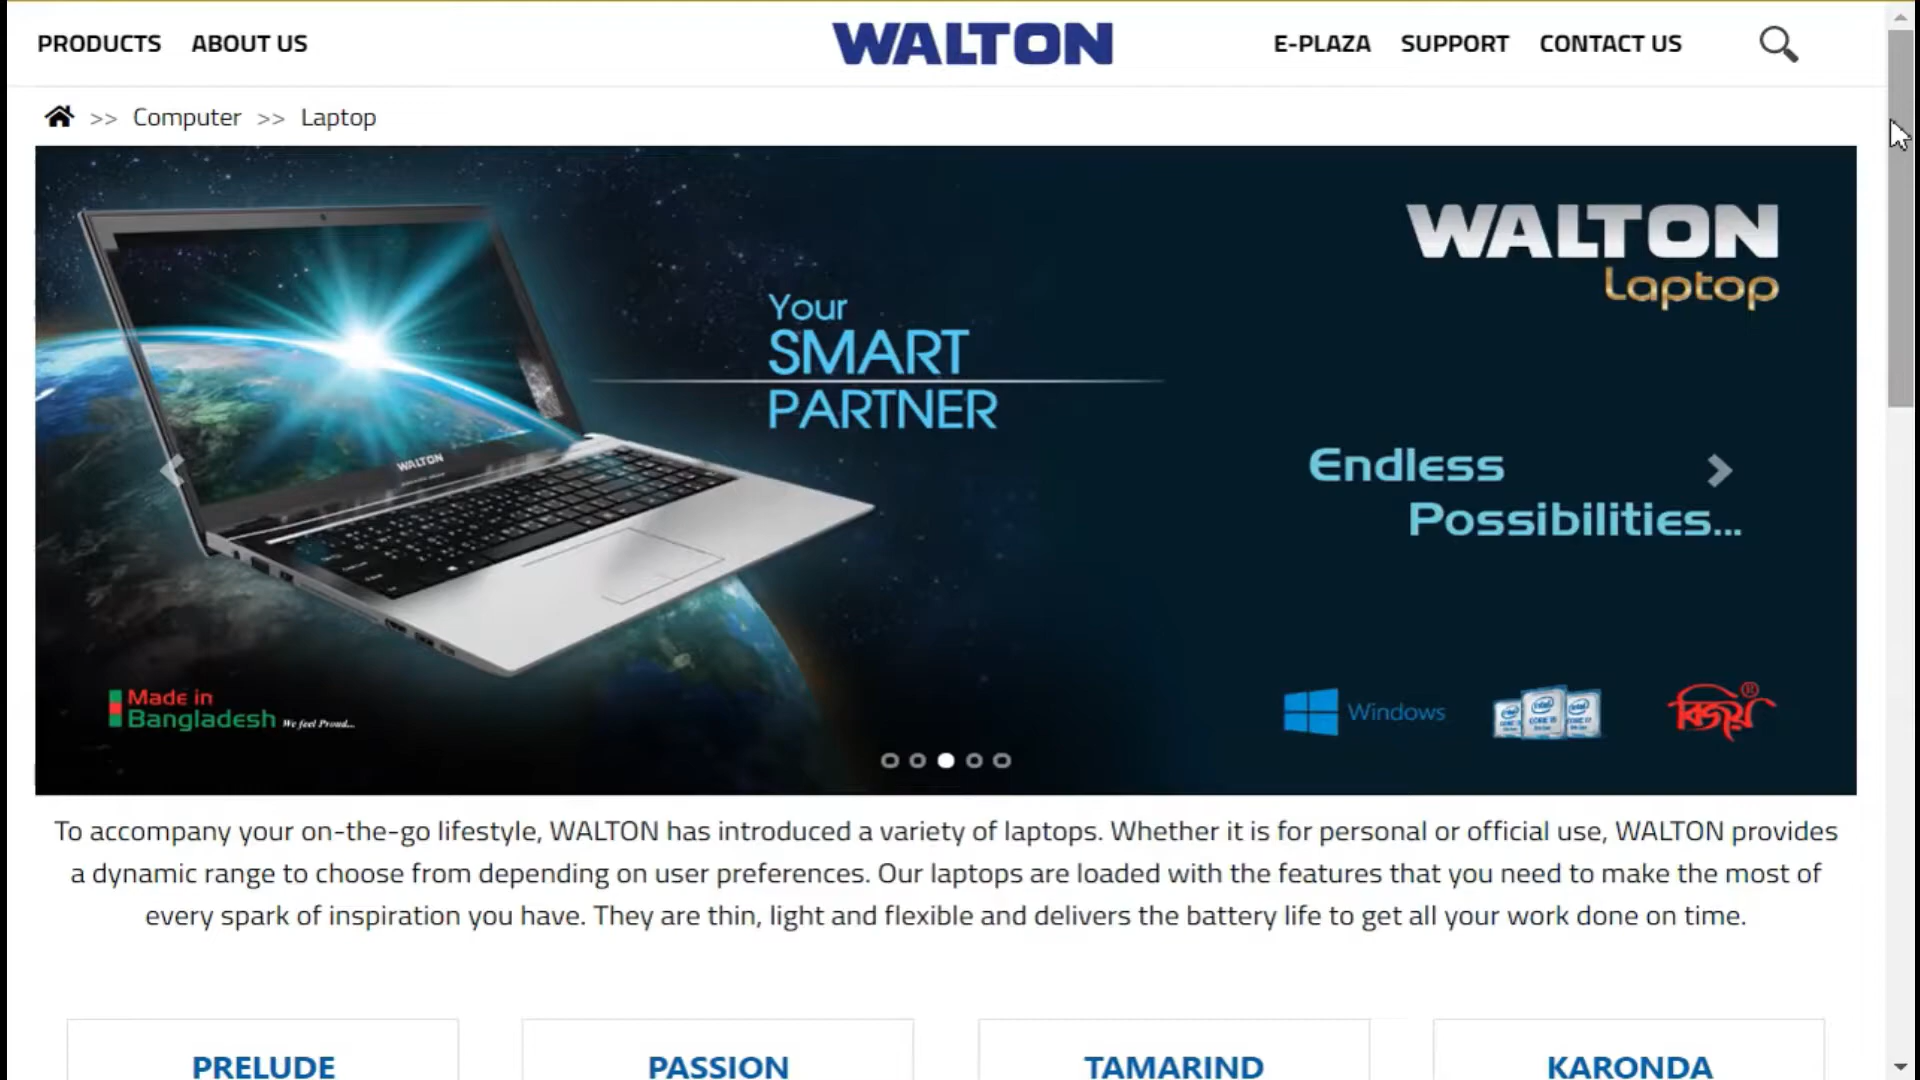 PRODUCTS ABOUT US WALTON E-PLAZA SUPPORT CONTACT US
>> Computer >> Laptop
WALTON
Laptop
Your
SMART
PARTNER
WALTON
Endless
Possibilities...
Made in
Bangladesh We feel Proud...
Windows
বিজয়®
To accompany your on-the-go lifestyle, WALTON has introduced a variety of laptops. Whether it is for personal or official use, WALTON provides
a dynamic range to choose from depending on user preferences. Our laptops are loaded with the features that you need to make the most of
every spark of inspiration you have. They are thin, light and flexible and delivers the battery life to get all your work done on time.
PRELUDE PASSION TAMARIND KARONDA